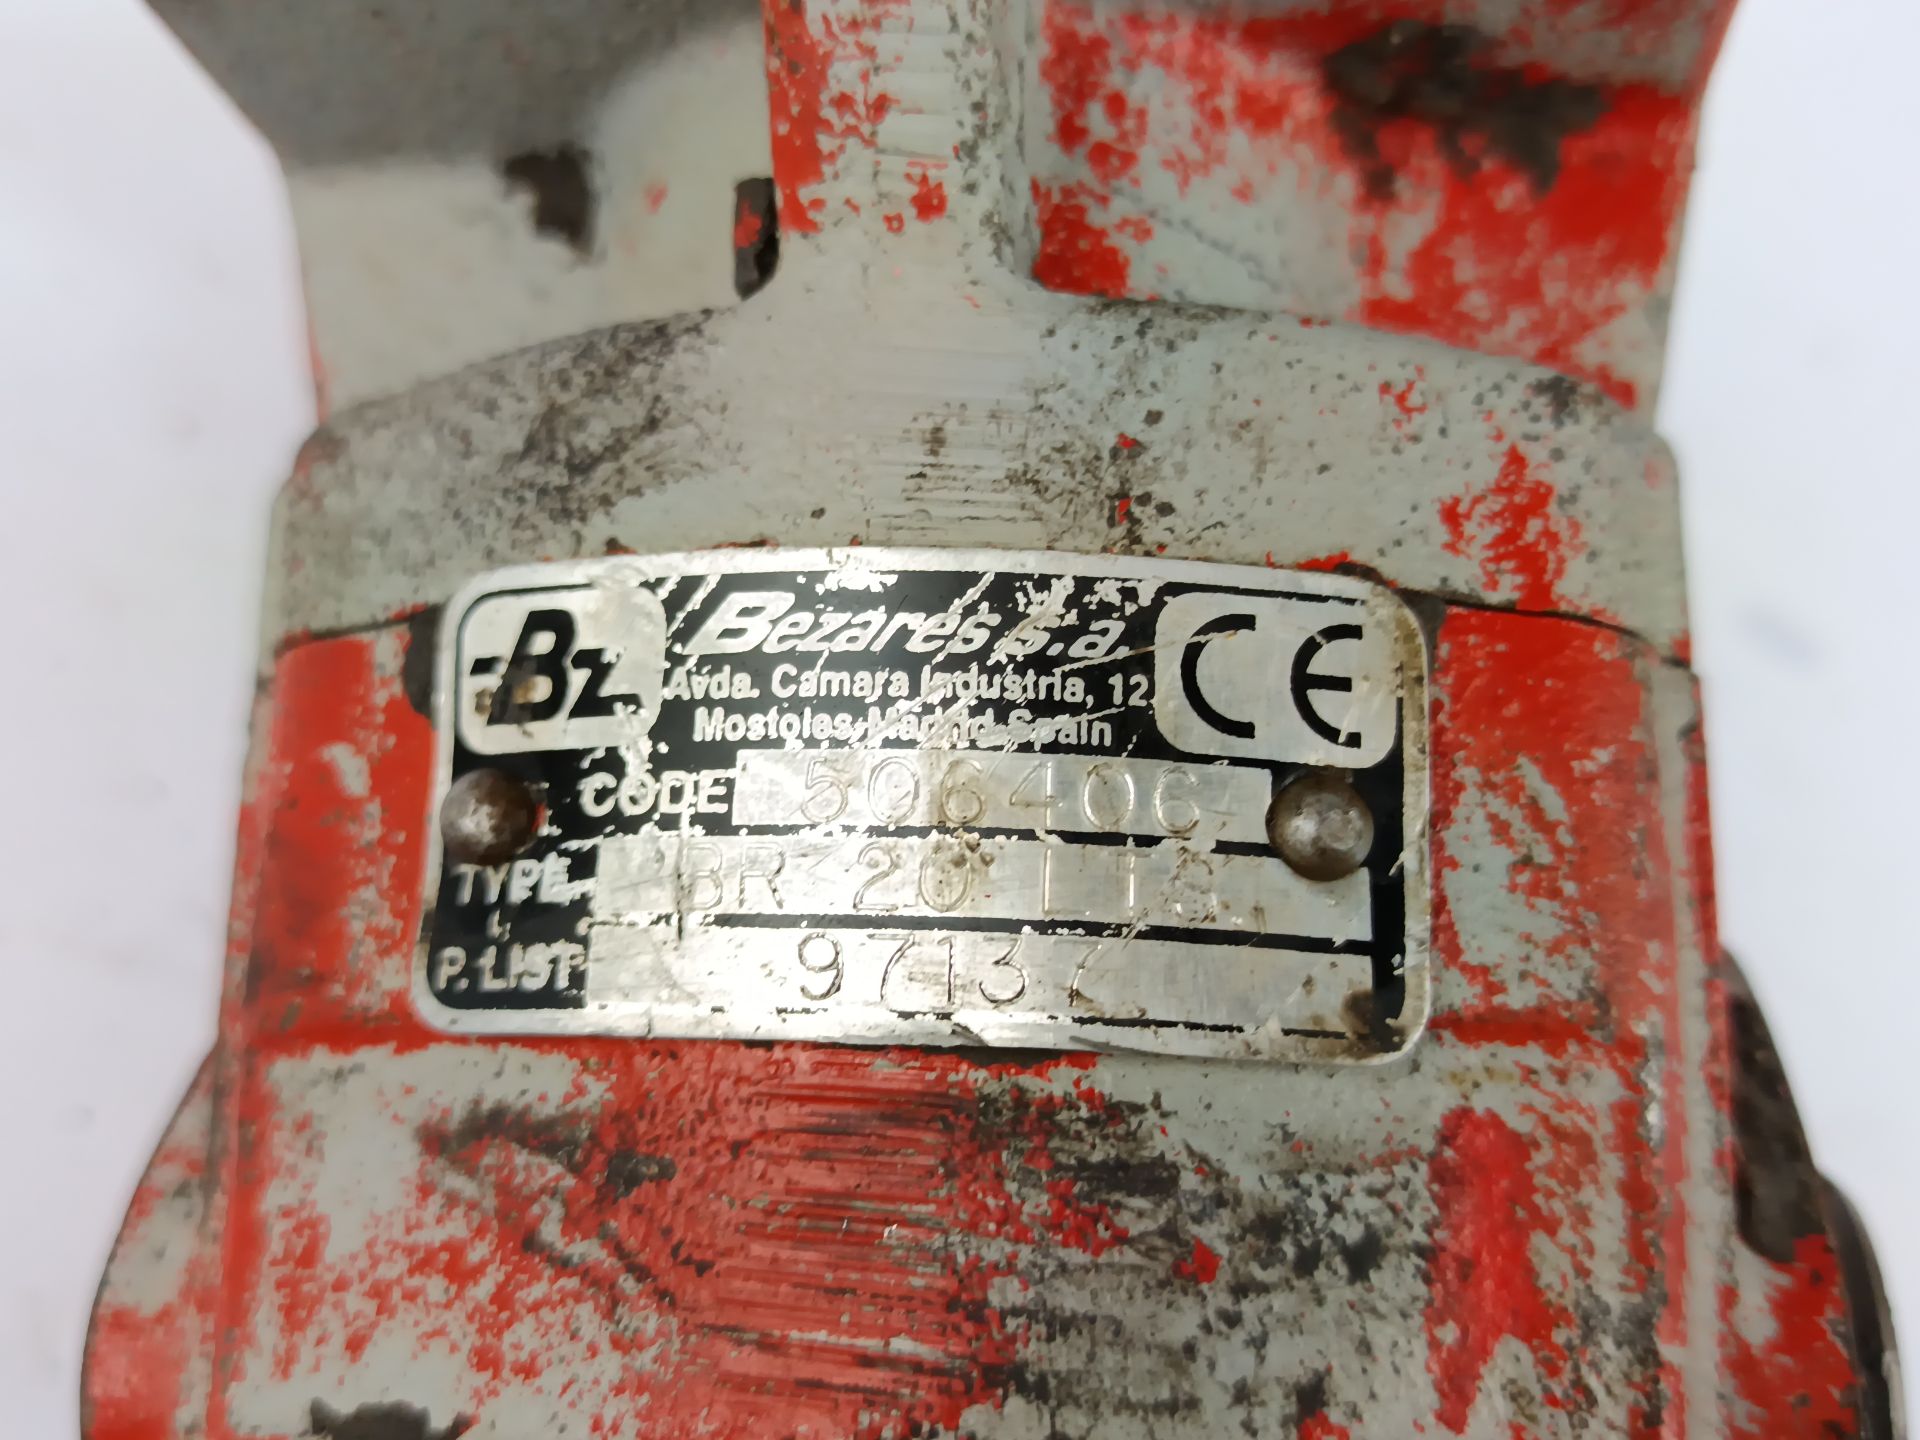 Bz Bezares s.a. CE
Avda. Camara Industria, 12
Mostoles-Madrid-Spain
CODE 506406
TYPE BR 20 LTS
P. LIST 97137